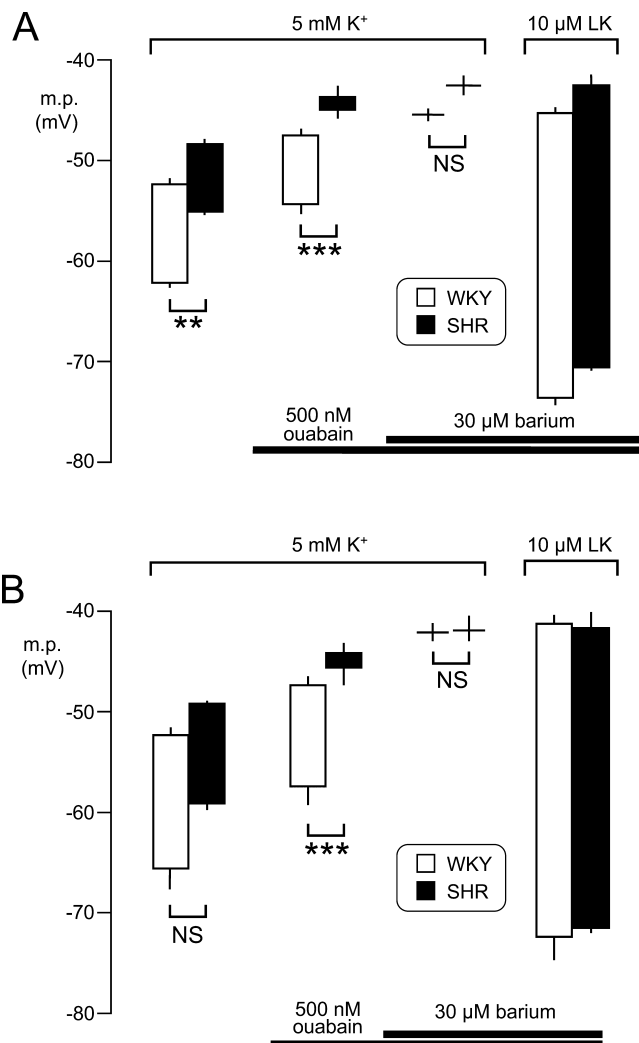 A
5 mM K⁺
10 µM LK
-40
m.p.
(mV)
-50
NS
***
-60
**
WKY
SHR
-70
500 nM
ouabain
30 µM barium
-80
5 mM K⁺
10 µM LK
B
-40
m.p.
(mV)
NS
-50
-60
***
WKY
SHR
-70
NS
500 nM
ouabain
30 µM barium
-80